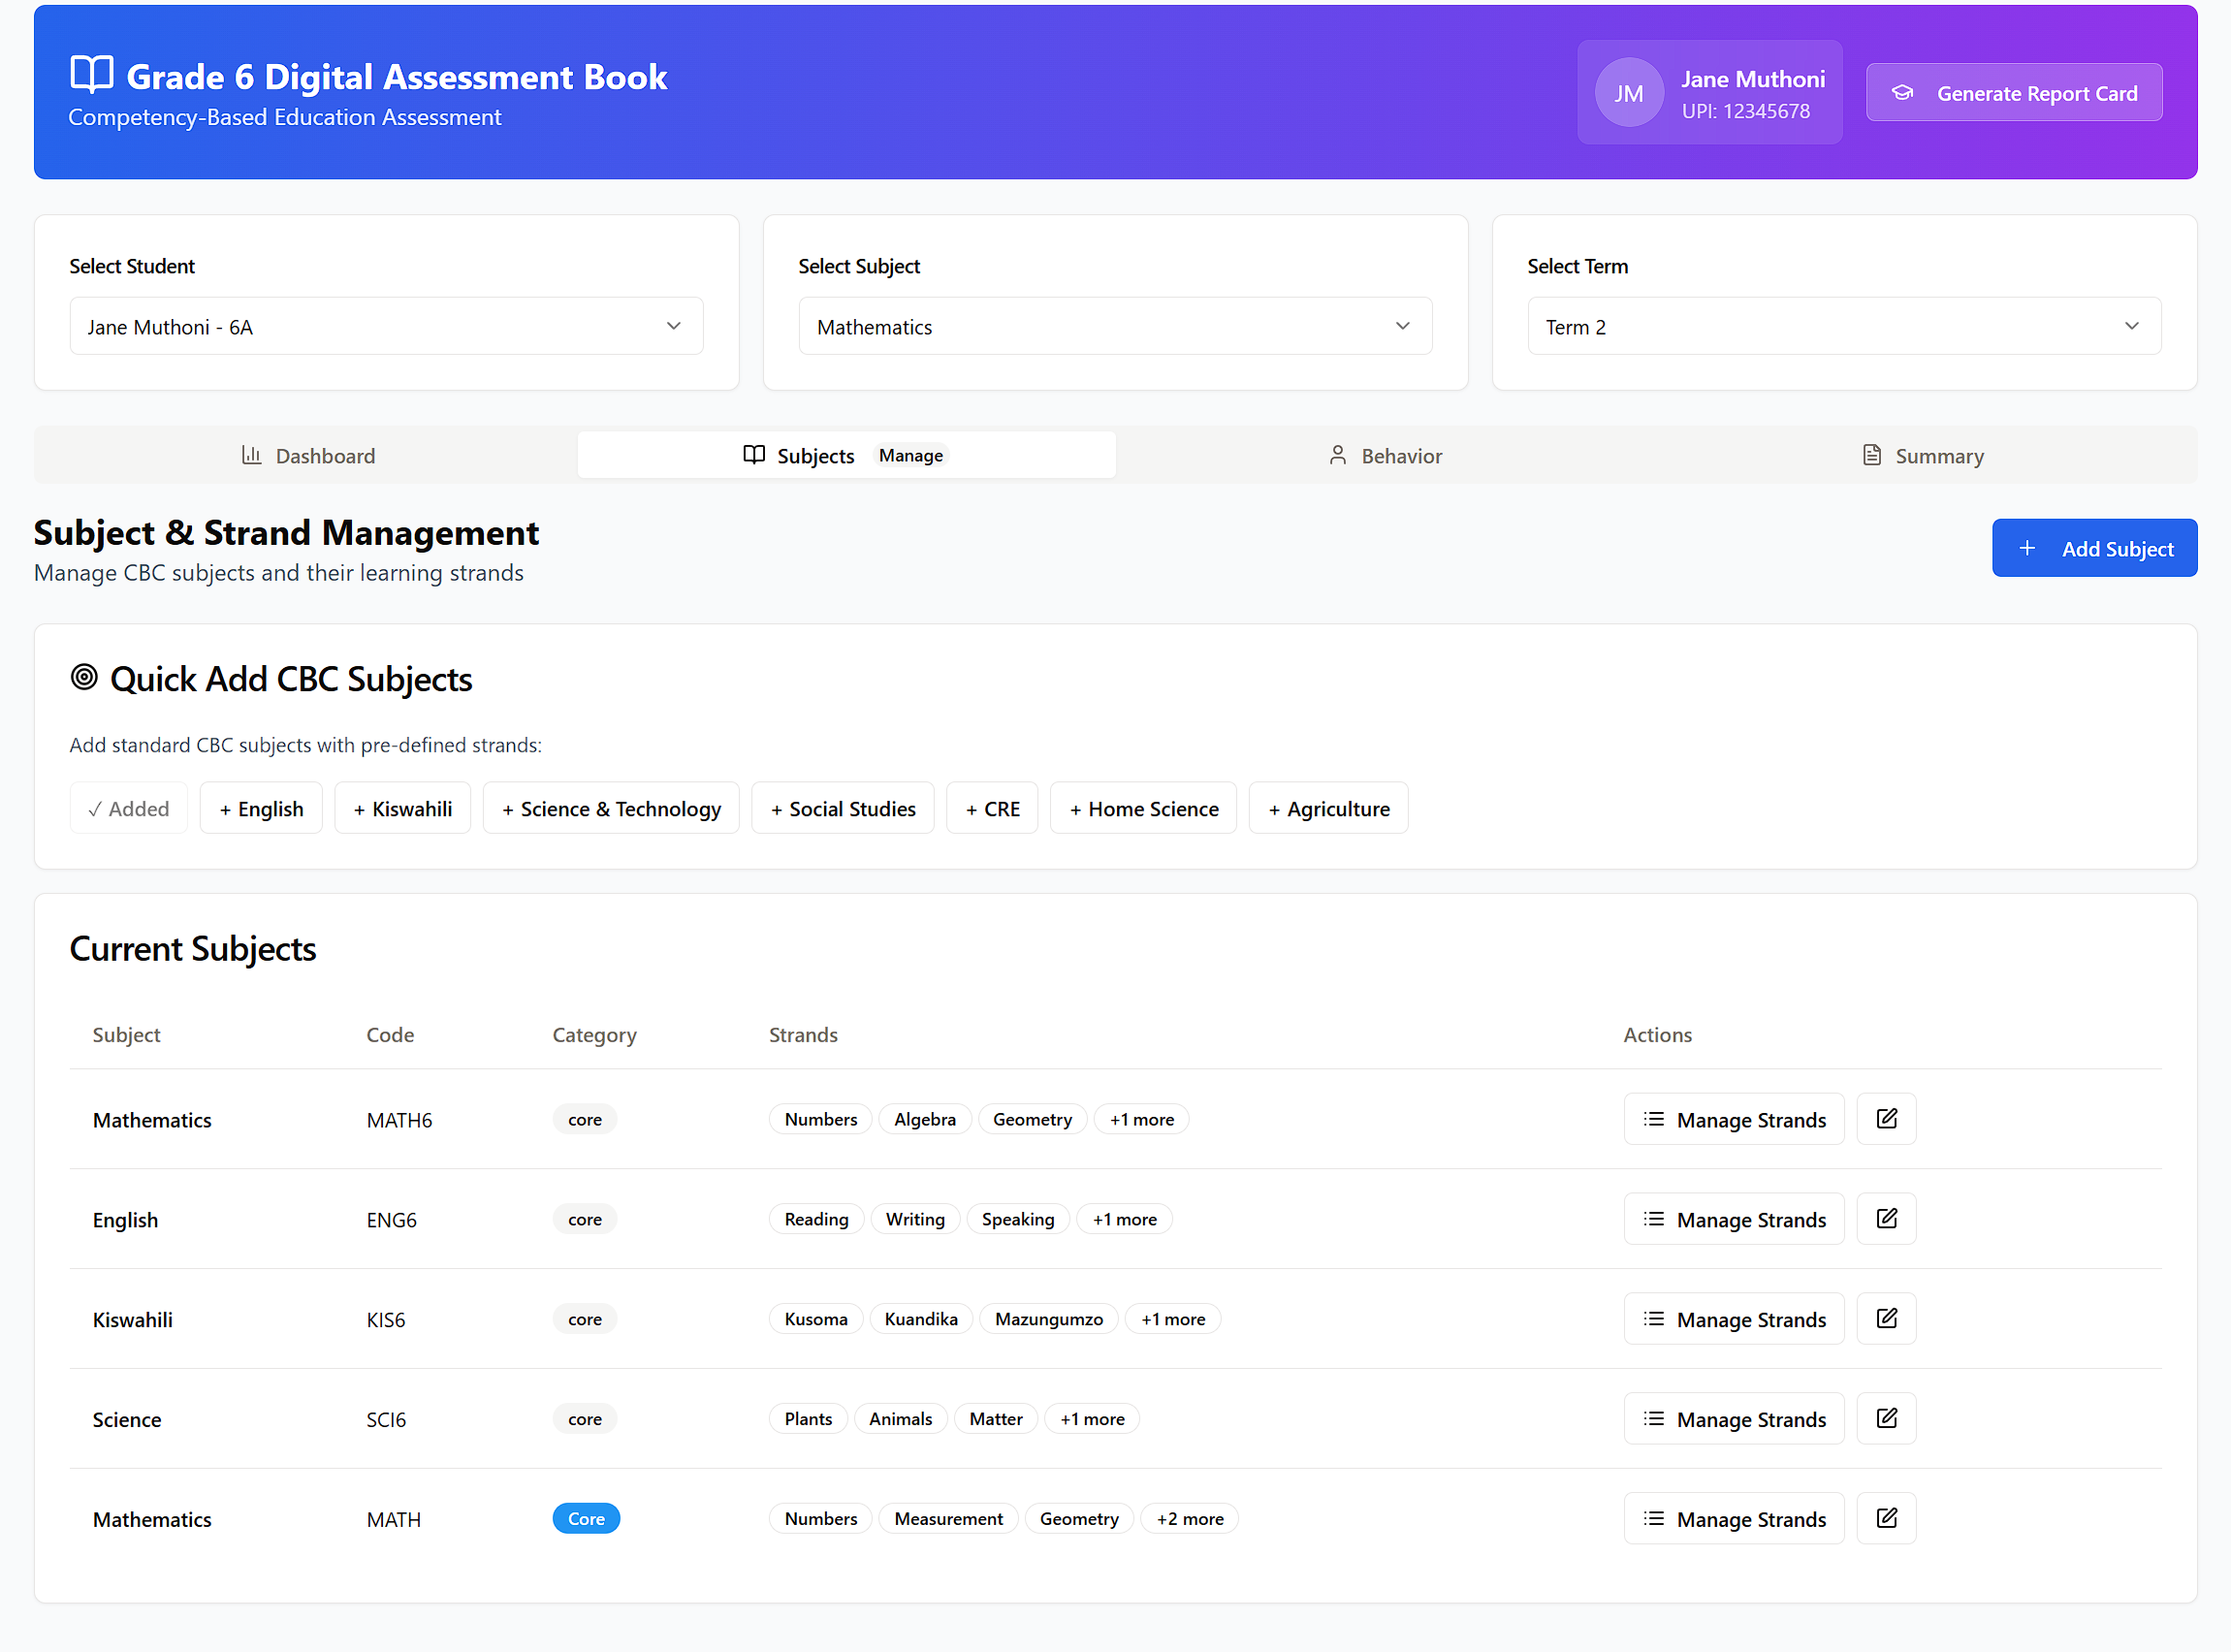 Grade 6 Digital Assessment Book
Competency-Based Education Assessment
JM
Jane Muthoni
UPI: 12345678
Generate Report Card
Select Student
Jane Muthoni - 6A
Select Subject
Mathematics
Select Term
Term 2
Dashboard
Subjects Manage
Behavior
Summary
Subject & Strand Management
Manage CBC subjects and their learning strands
+ Add Subject
Quick Add CBC Subjects
Add standard CBC subjects with pre-defined strands:
✓ Added + English + Kiswahili + Science & Technology + Social Studies + CRE + Home Science + Agriculture
Current Subjects
Subject Code Category Strands Actions
Mathematics MATH6 core Numbers Algebra Geometry +1 more Manage Strands
English ENG6 core Reading Writing Speaking +1 more Manage Strands
Kiswahili KIS6 core Kusoma Kuandika Mazungumzo +1 more Manage Strands
Science SCI6 core Plants Animals Matter +1 more Manage Strands
Mathematics MATH Core Numbers Measurement Geometry +2 more Manage Strands